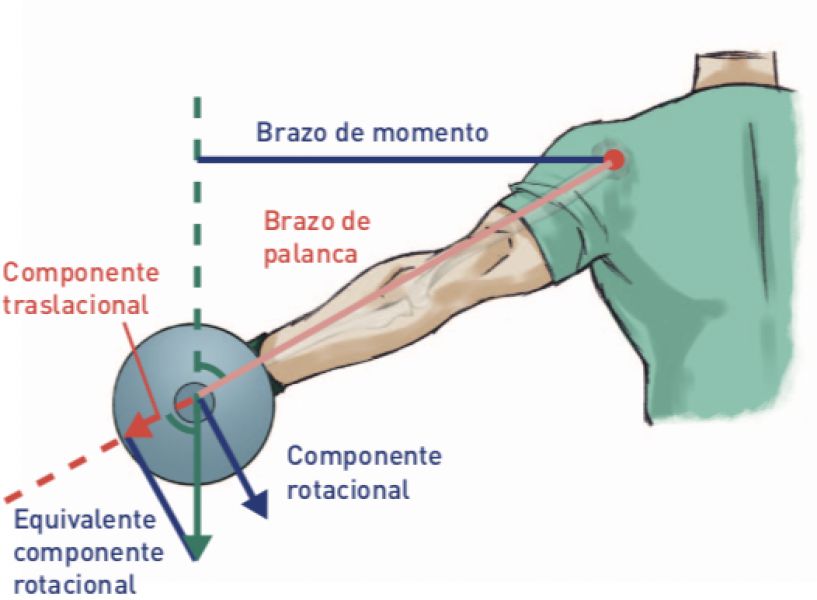 Brazo de momento
Brazo de
palanca
Componente
traslacional
Componente
rotacional
Equivalente
componente
rotacional